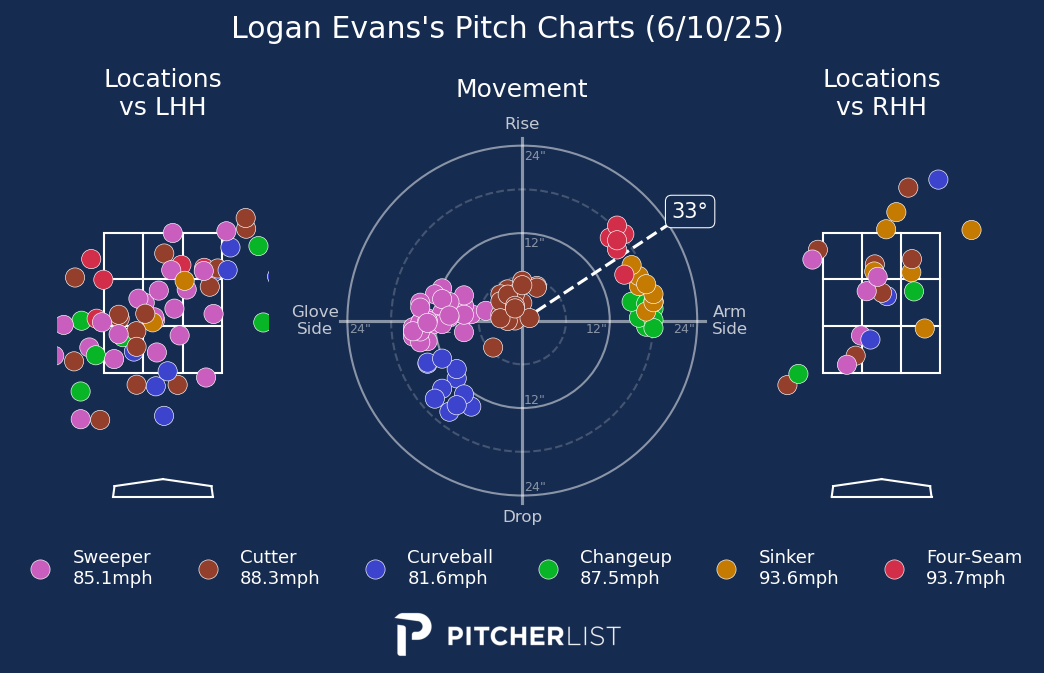 Logan Evans's Pitch Charts (6/10/25)
Locations
vs LHH
Movement
Locations
vs RHH
Rise
24"
33°
12"
Glove
Side
24"
12"
24"
Arm
Side
12"
24"
Drop
Sweeper
85.1mph
Cutter
88.3mph
Curveball
81.6mph
Changeup
87.5mph
Sinker
93.6mph
Four-Seam
93.7mph
PITCHERLIST